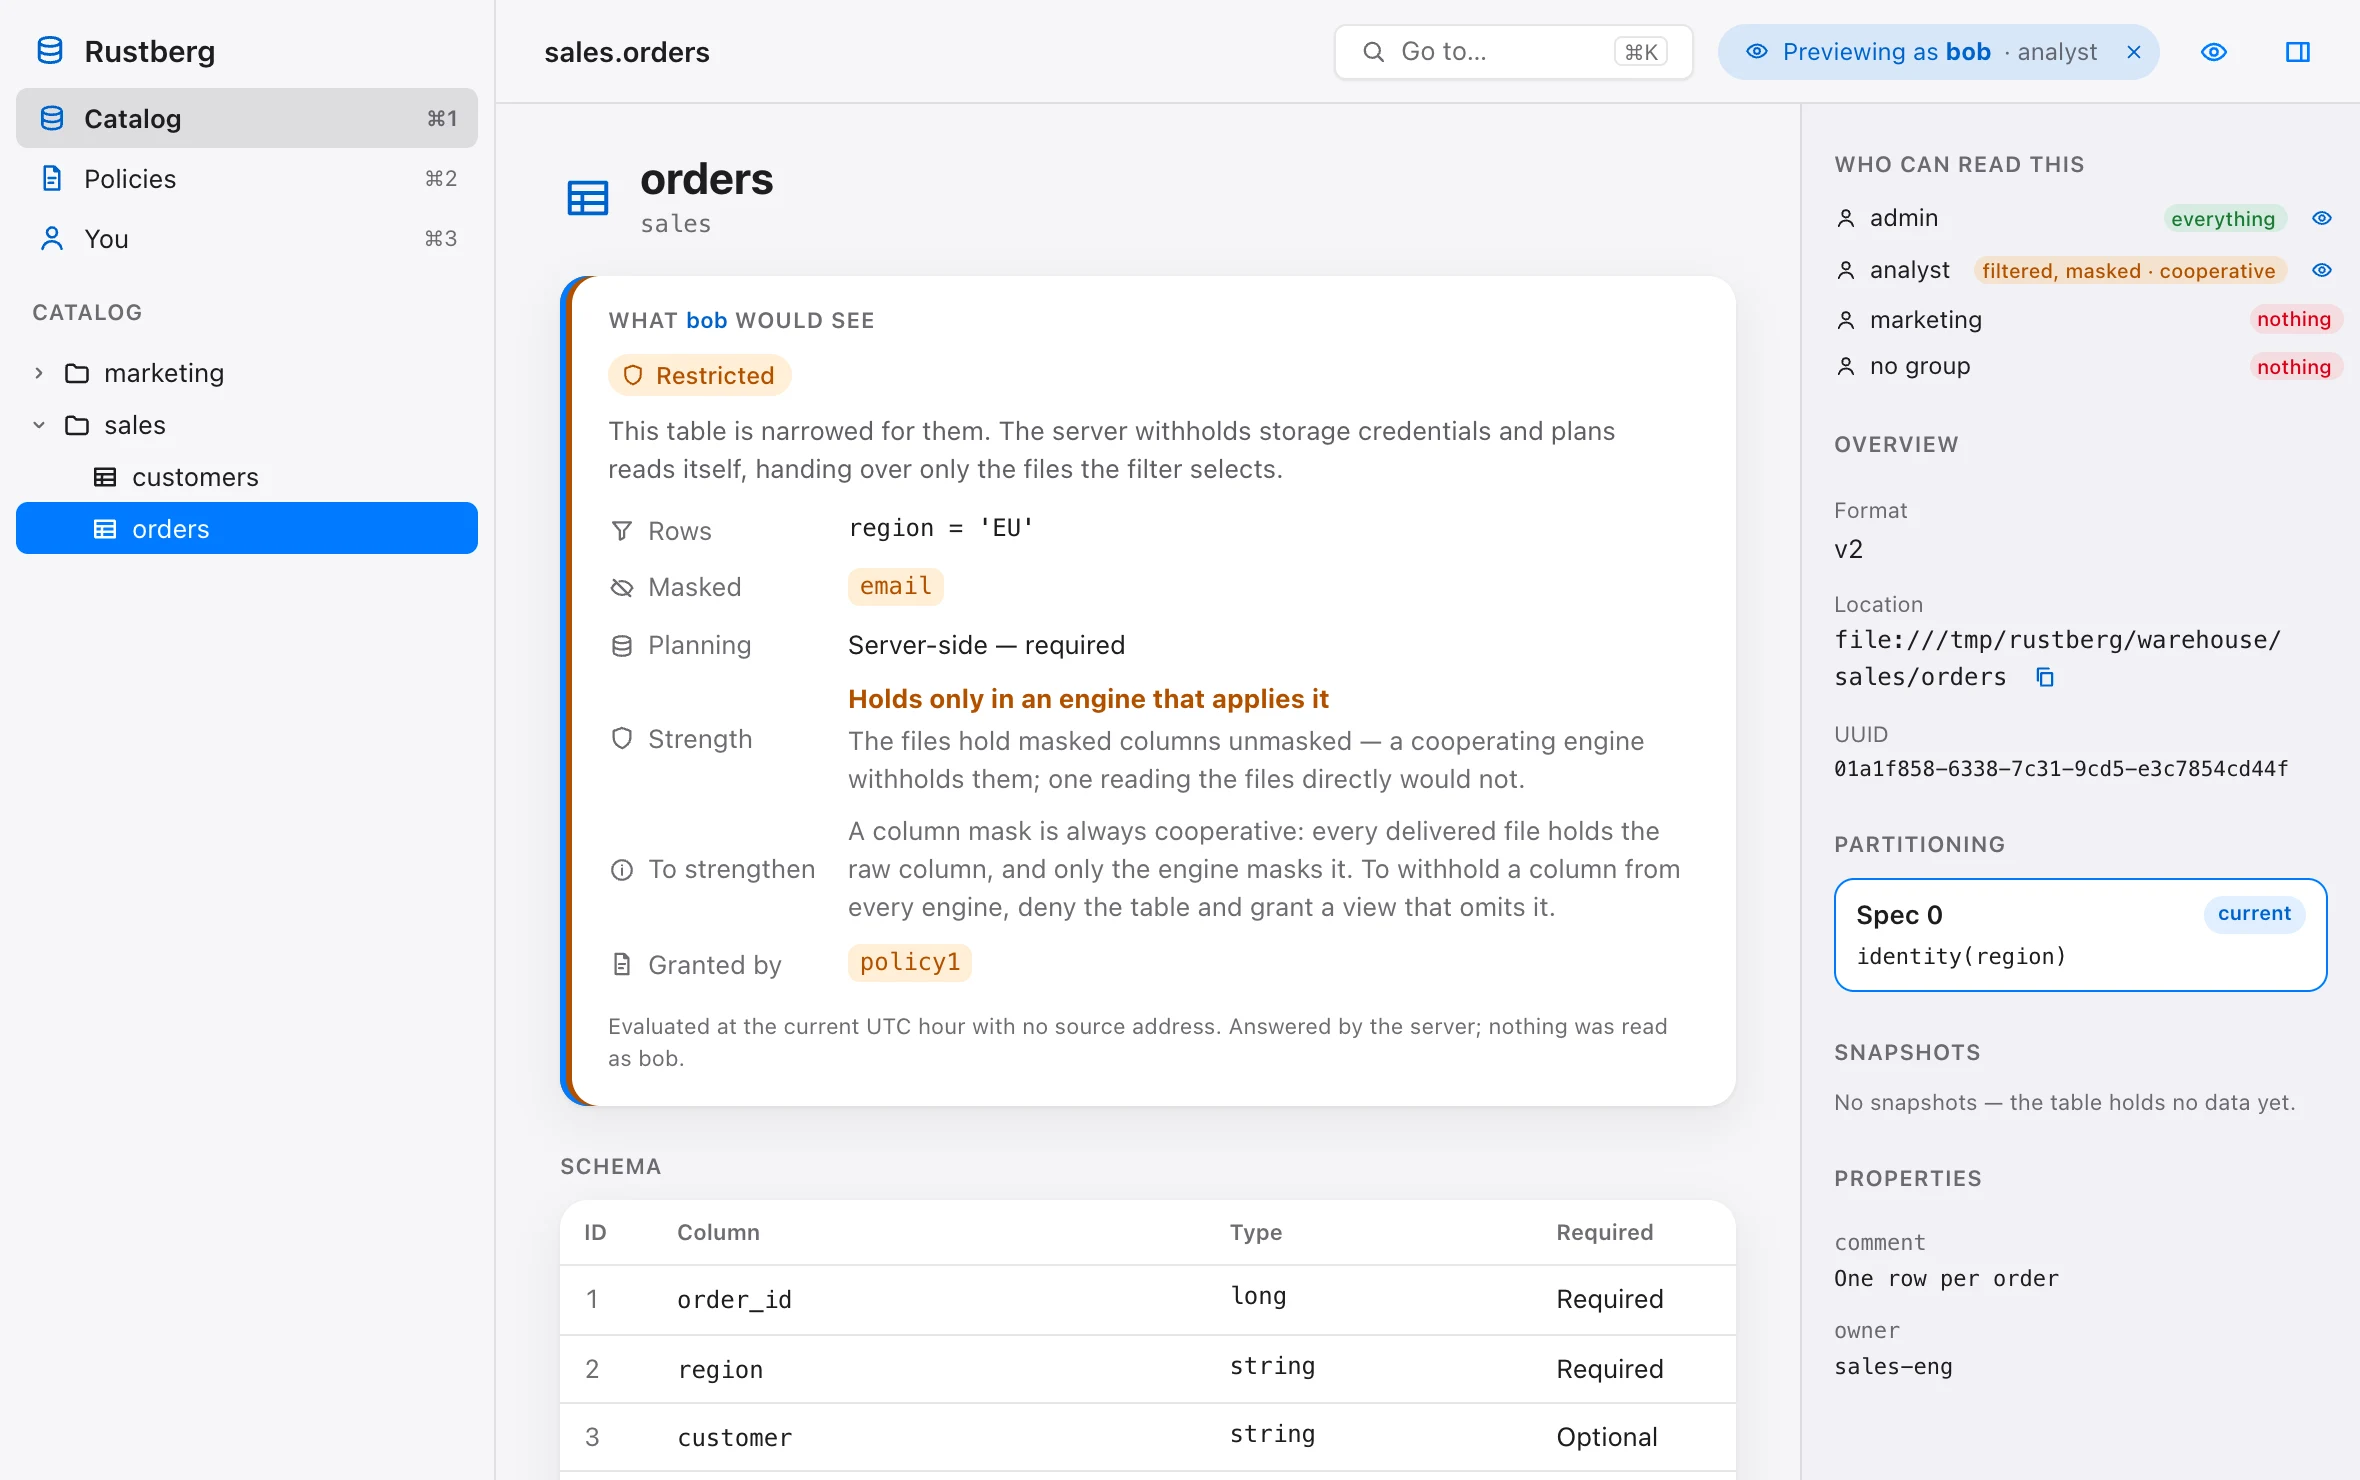 Rustberg
Catalog ⌘1
Policies ⌘2
You ⌘3
CATALOG
marketing
sales
customers
orders
sales.orders
Go to... ⌘K
Previewing as bob · analyst
orders
sales
WHAT bob WOULD SEE
Restricted
This table is narrowed for them. The server withholds storage credentials and plans
reads itself, handing over only the files the filter selects.
Rows region = 'EU'
Masked email
Planning Server-side — required
Strength Holds only in an engine that applies it
The files hold masked columns unmasked — a cooperating engine
withholds them; one reading the files directly would not.
To strengthen A column mask is always cooperative: every delivered file holds the
raw column, and only the engine masks it. To withhold a column from
every engine, deny the table and grant a view that omits it.
Granted by policy1
Evaluated at the current UTC hour with no source address. Answered by the server; nothing was read
as bob.
SCHEMA
ID Column Type Required
1 order_id long Required
2 region string Required
3 customer string Optional
WHO CAN READ THIS
admin everything
analyst filtered, masked · cooperative
marketing nothing
no group nothing
OVERVIEW
Format
v2
Location
file:///tmp/rustberg/warehouse/
sales/orders
UUID
01a1f858-6338-7c31-9cd5-e3c7854cd44f
PARTITIONING
Spec 0 current
identity(region)
SNAPSHOTS
No snapshots — the table holds no data yet.
PROPERTIES
comment
One row per order
owner
sales-eng